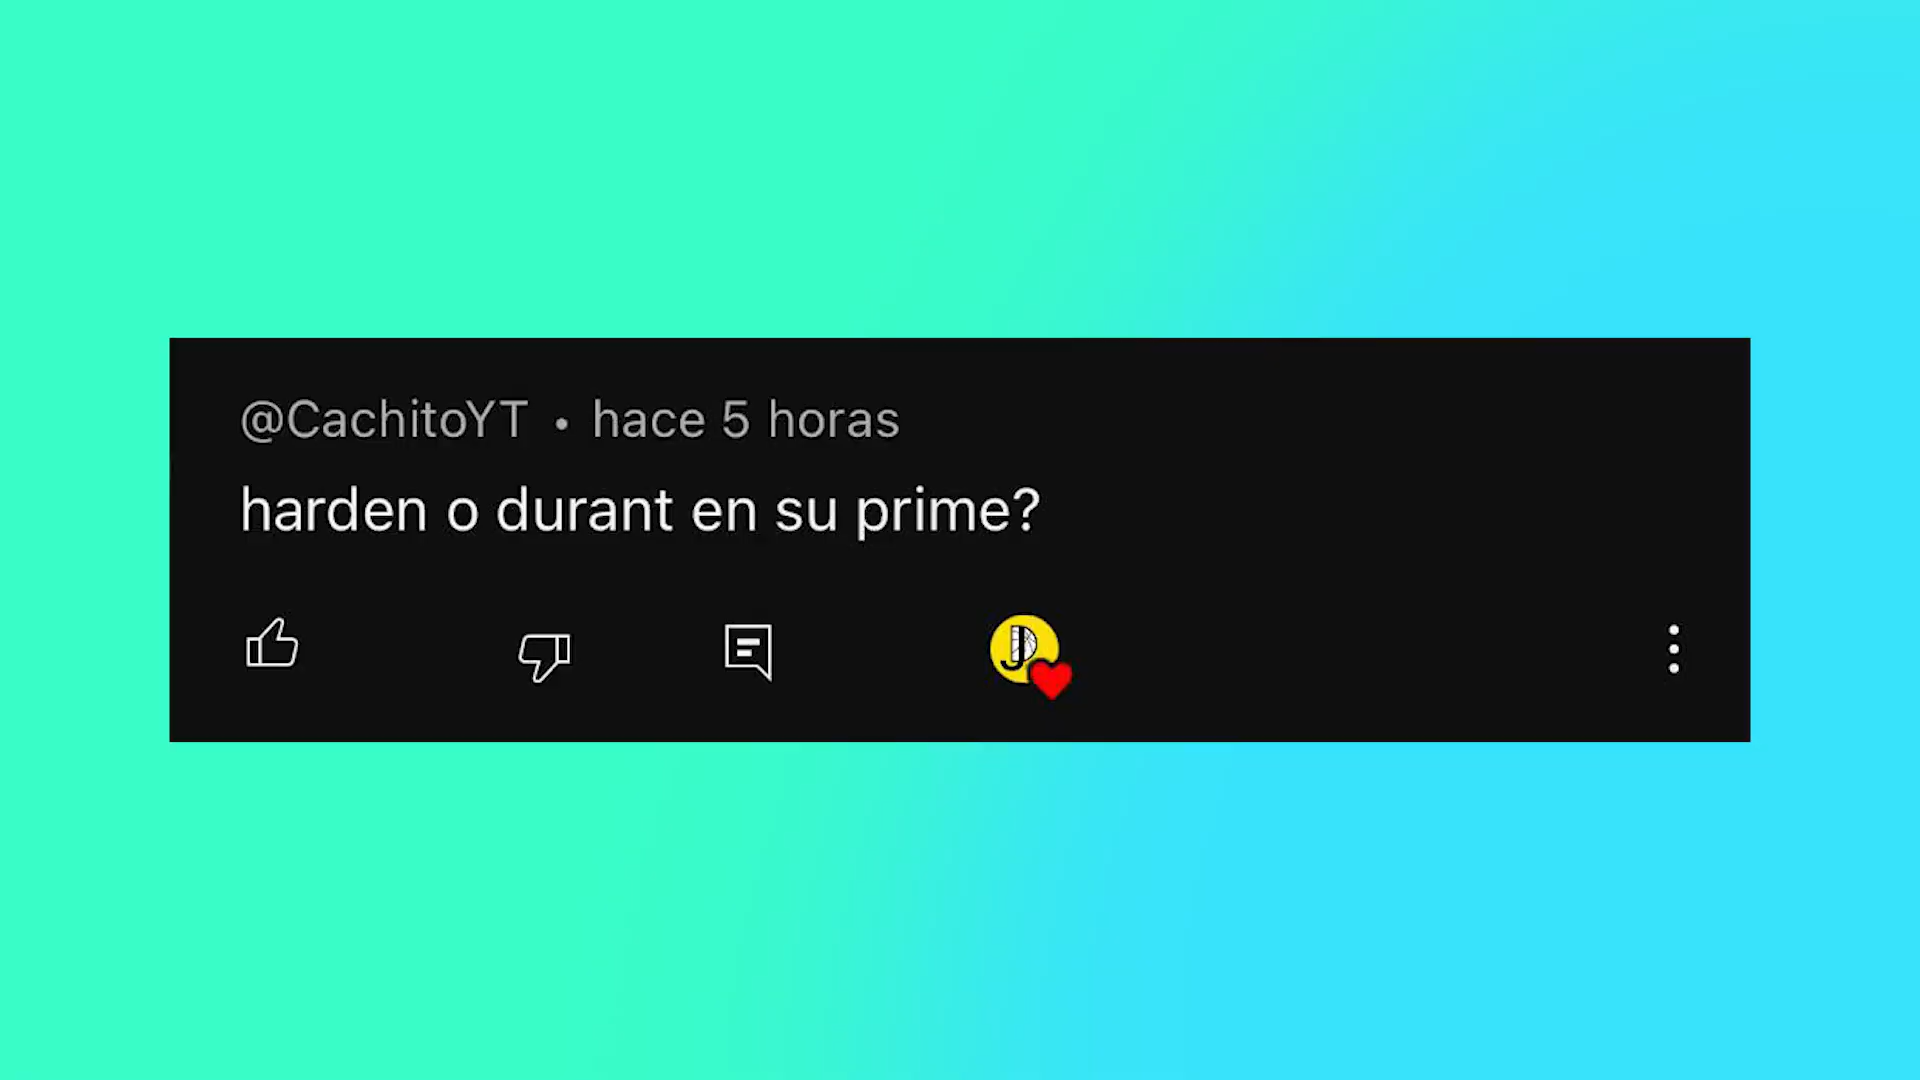 @CachitoYT • hace 5 horas
harden o durant en su prime?